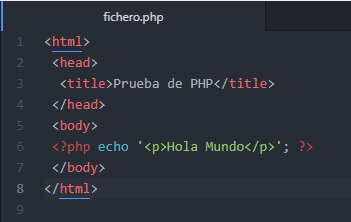 fichero.php
1 <html>
2 <head>
3 <title>Prueba de PHP</title>
4 </head>
5 <body>
6 <?php echo '<p>Hola Mundo</p>'; ?>
7 </body>
8 </html>